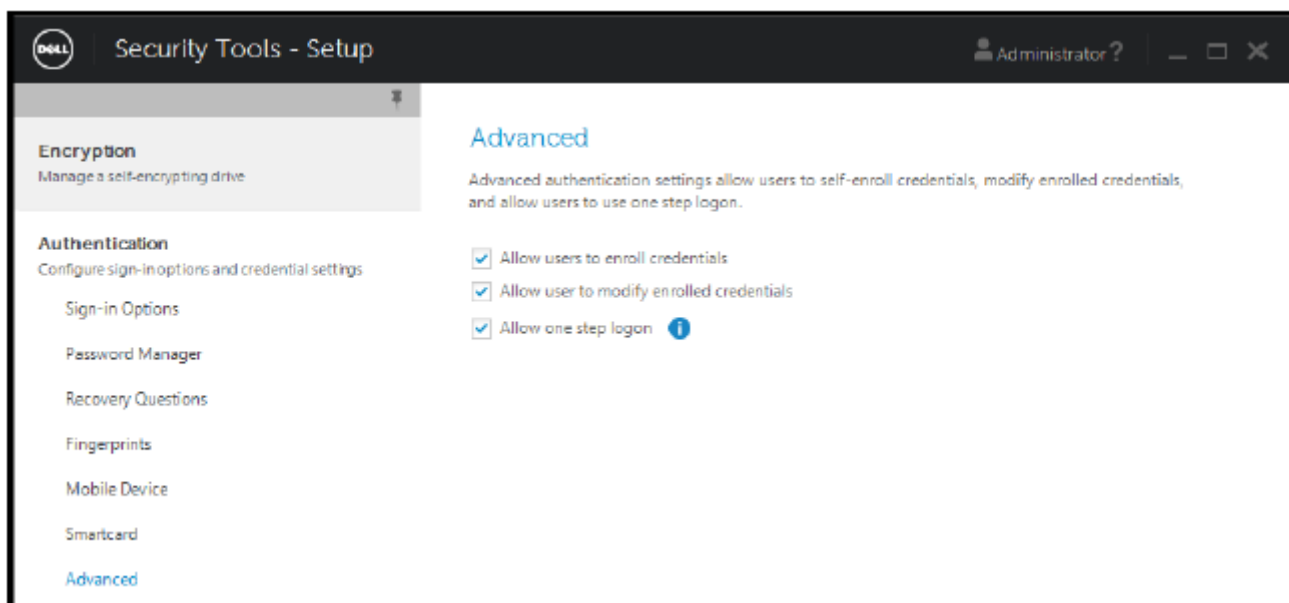 DELL
Security Tools - Setup
Administrator ?
Encryption
Manage a self-encrypting drive
Authentication
Configure sign-in options and credential settings
Sign-in Options
Password Manager
Recovery Questions
Fingerprints
Mobile Device
Smartcard
Advanced
Advanced
Advanced authentication settings allow users to self-enroll credentials, modify enrolled credentials,
and allow users to use one step logon.
Allow users to enroll credentials
Allow user to modify enrolled credentials
Allow one step logon i